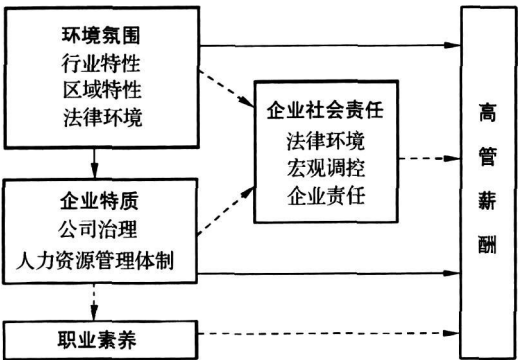 环境氛围
行业特性
区域特性
法律环境
企业特质
公司治理
人力资源管理体制
职业素养
企业社会责任
法律环境
宏观调控
企业责任
高
管
薪
酬